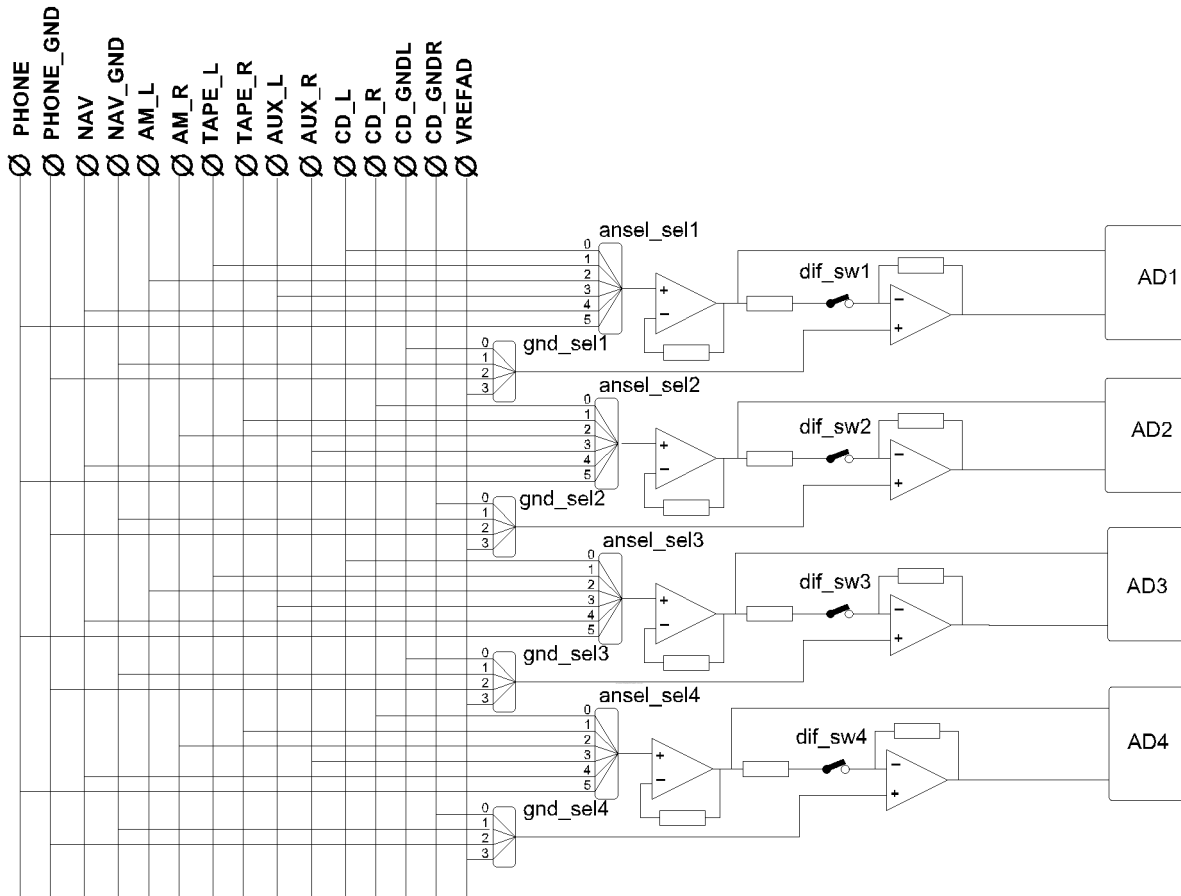 PHONE
PHONE_GND
NAV
NAV_GND
AM_L
AM_R
TAPE_L
TAPE_R
AUX_L
AUX_R
CD_L
CD_R
CD_GNDL
CD_GNDR
VREFAD
ansel_sel1
0
1
2
3
4
5
+
−
dif_sw1
−
+
AD1
gnd_sel1
0
1
2
3
ansel_sel2
0
1
2
3
4
5
+
−
dif_sw2
−
+
AD2
gnd_sel2
0
1
2
3
ansel_sel3
0
1
2
3
4
5
+
−
dif_sw3
−
+
AD3
gnd_sel3
0
1
2
3
ansel_sel4
0
1
2
3
4
5
+
−
dif_sw4
−
+
AD4
gnd_sel4
0
1
2
3